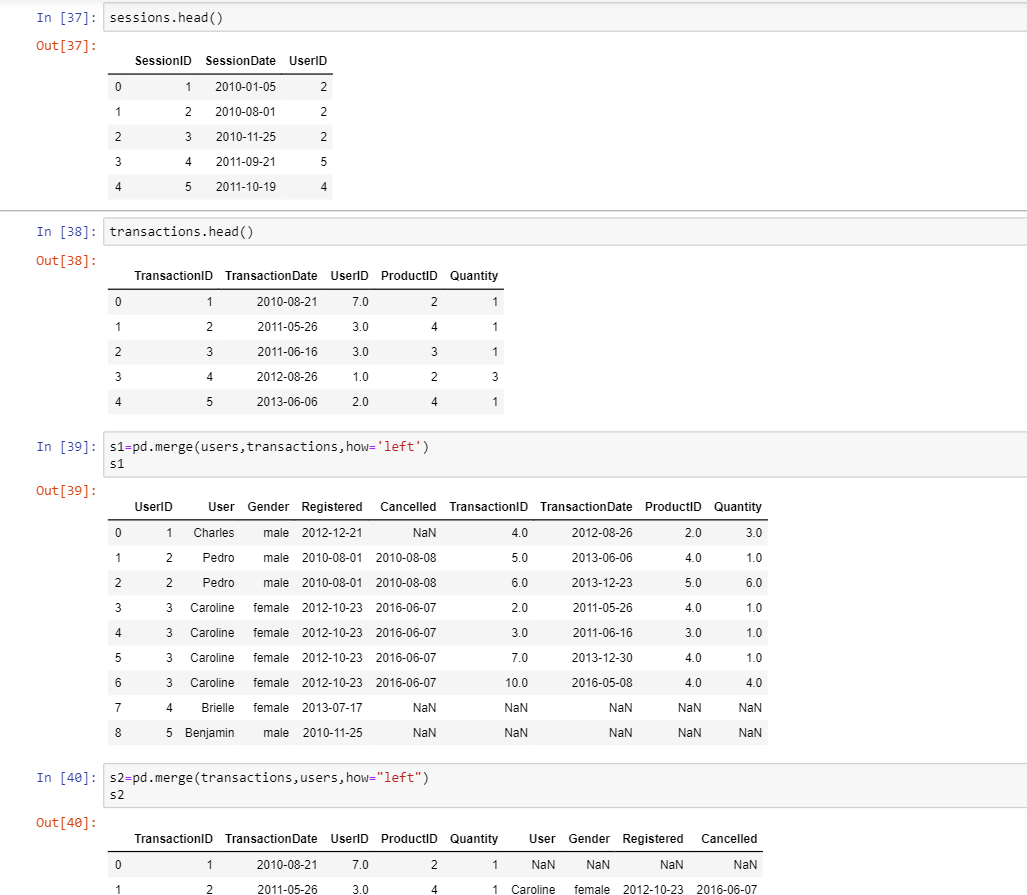 In [37]: sessions.head()
Out[37]:
SessionID SessionDate UserID
0 1 2010-01-05 2
1 2 2010-08-01 2
2 3 2010-11-25 2
3 4 2011-09-21 5
4 5 2011-10-19 4
In [38]: transactions.head()
Out[38]:
TransactionID TransactionDate UserID ProductID Quantity
0 1 2010-08-21 7.0 2 1
1 2 2011-05-26 3.0 4 1
2 3 2011-06-16 3.0 3 1
3 4 2012-08-26 1.0 2 3
4 5 2013-06-06 2.0 4 1
In [39]: s1=pd.merge(users,transactions,how='left')
s1
Out[39]:
UserID User Gender Registered Cancelled TransactionID TransactionDate ProductID Quantity
0 1 Charles male 2012-12-21 NaN 4.0 2012-08-26 2.0 3.0
1 2 Pedro male 2010-08-01 2010-08-08 5.0 2013-06-06 4.0 1.0
2 2 Pedro male 2010-08-01 2010-08-08 6.0 2013-12-23 5.0 6.0
3 3 Caroline female 2012-10-23 2016-06-07 2.0 2011-05-26 4.0 1.0
4 3 Caroline female 2012-10-23 2016-06-07 3.0 2011-06-16 3.0 1.0
5 3 Caroline female 2012-10-23 2016-06-07 7.0 2013-12-30 4.0 1.0
6 3 Caroline female 2012-10-23 2016-06-07 10.0 2016-05-08 4.0 4.0
7 4 Brielle female 2013-07-17 NaN NaN NaN NaN NaN
8 5 Benjamin male 2010-11-25 NaN NaN NaN NaN NaN
In [40]: s2=pd.merge(transactions,users,how="left")
s2
Out[40]:
TransactionID TransactionDate UserID ProductID Quantity User Gender Registered Cancelled
0 1 2010-08-21 7.0 2 1 NaN NaN NaN NaN
1 2 2011-05-26 3.0 4 1 Caroline female 2012-10-23 2016-06-07